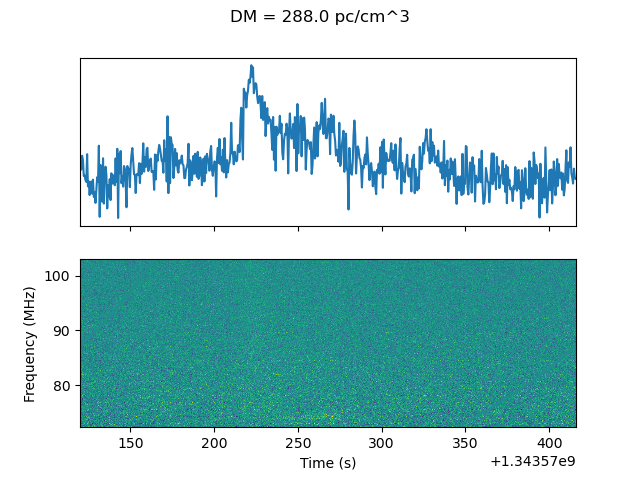 DM = 288.0 pc/cm^3
100
90
80
Frequency (MHz)
150 200 250 300 350 400
Time (s)
+1.34357e9